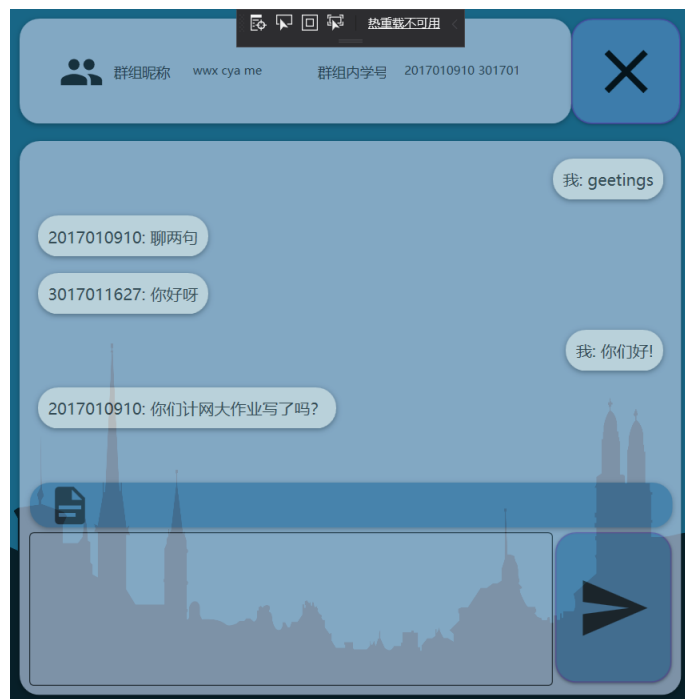 热重载不可用
群组昵称 wwx cya me 群组内学号 2017010910 301701
我: geetings
2017010910: 聊两句
3017011627: 你好呀
我: 你们好!
2017010910: 你们计网大作业写了吗?